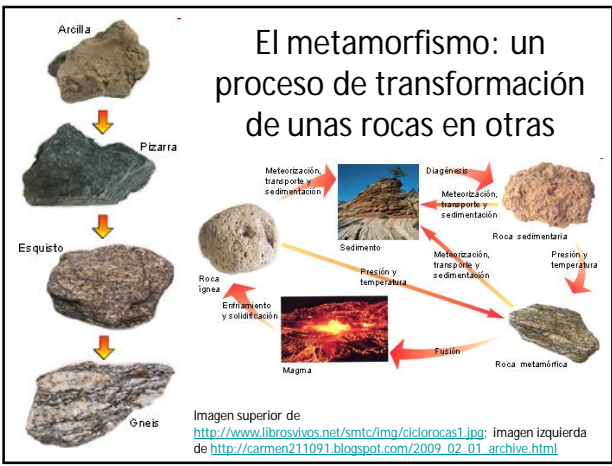 El metamorfismo: un
proceso de transformación
de unas rocas en otras
Arcilla
Pizarra
Esquisto
Gneis
Meteorización,
transporte y
sedimentación
Diagénesis
Meteorización,
transporte y
sedimentación
Roca sedimentaria
Sedimento
Roca
ígnea
Presión y
temperatura
Meteorización,
transporte y
sedimentación
Presión y
temperatura
Enfriamiento
y solidificación
Magma
Fusión
Roca metamórfica
Imagen superior de
http://www.librosvivos.net/smtc/img/ciclorocas1.jpg; imagen izquierda
de http://carmen211091.blogspot.com/2009_02_01_archive.html